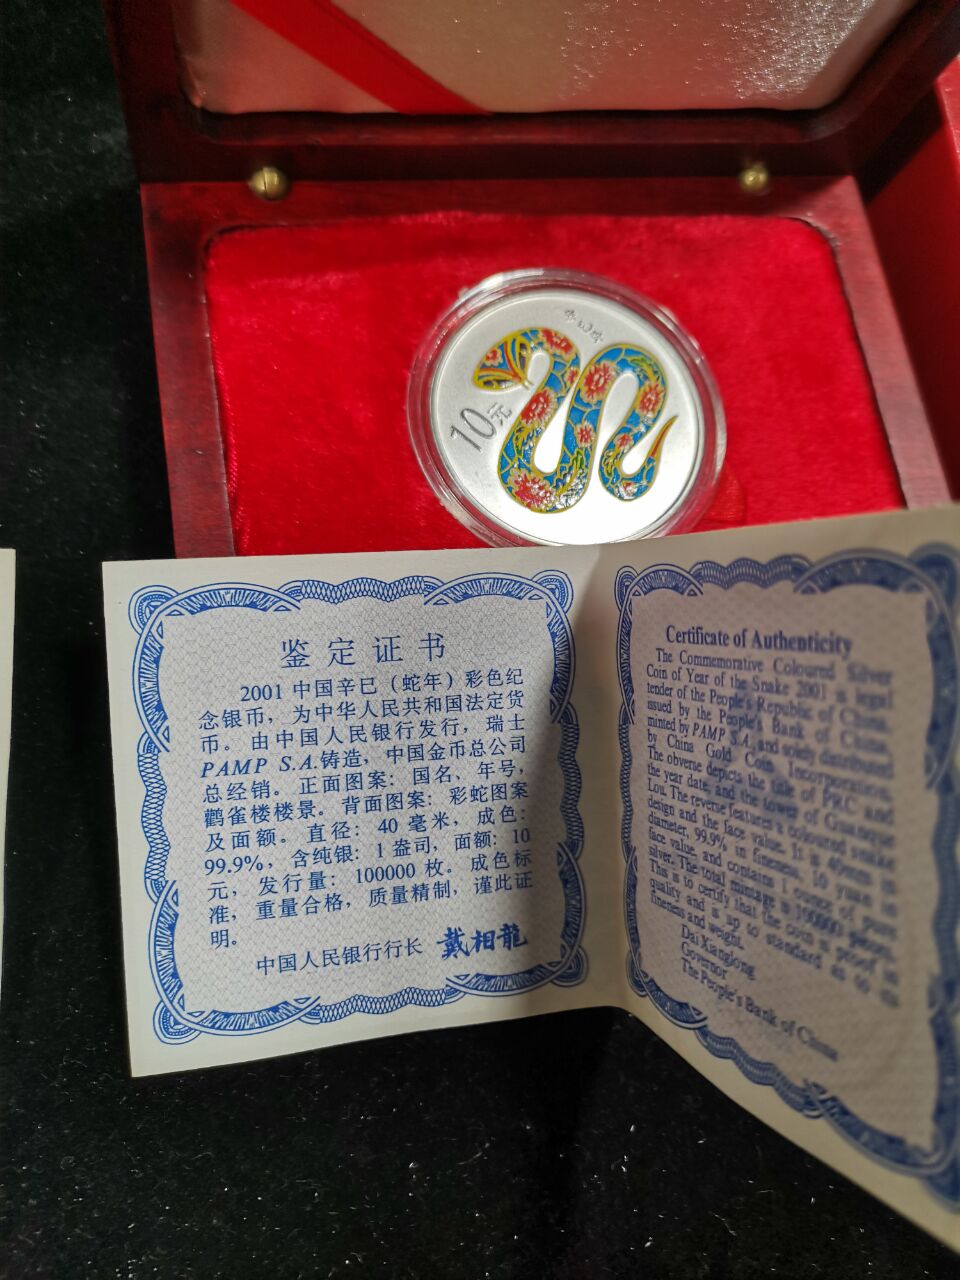 10元
鉴定证书
2001 中国辛巳（蛇年）彩色纪
念银币，为中华人民共和国法定货
币。由中国人民银行发行，瑞士
PAMP S.A.铸造，中国金币总公司
总经销。正面图案：国名、年号，
鹳雀楼楼景。背面图案：彩蛇图案
及面额。直径：40 毫米，成色：
99.9%，含纯银：1 盎司，面额：10
元，发行量：100000 枚。成色标
准，重量合格，质量精制，谨此证
明。
中国人民银行行长 戴相龍
Certificate of Authenticity
The Commemorative Coloured Silver
Coin of Year of the Snake 2001 is legal
tender of the People's Republic of China,
issued by the People's Bank of China,
minted by PAMP S.A., and solely distributed
by China Gold Coin Incorporation.
The obverse depicts the title of PRC and
the year date, and the tower of Guanque
Lou. The reverse features a coloured snake
design and the face value. It is 40mm in
diameter, 99.9% in fineness, 10 yuan in
face value, and contains 1 ounce of pure
silver. The total mintage is 100000 pieces.
This is to certify that the coin is proof in
quality and is up to standard as to its
fineness and weight.
Dai Xianglong
Governor
The People's Bank of China